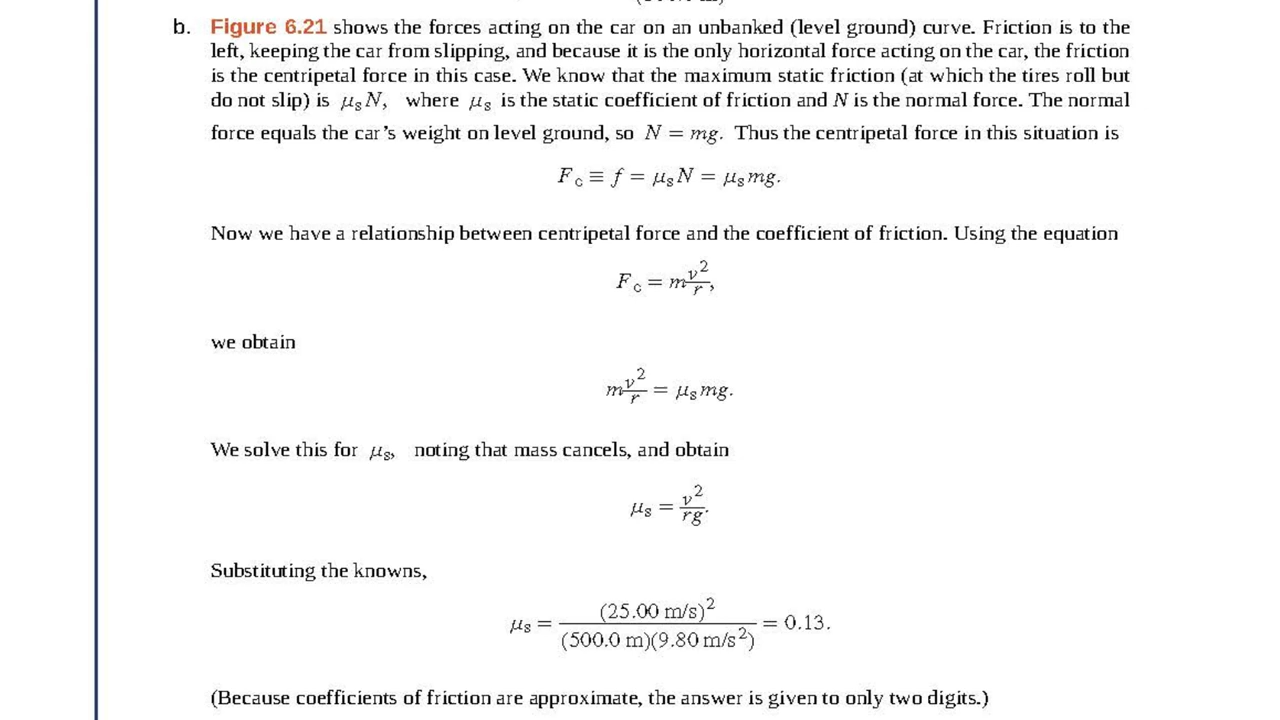 b. Figure 6.21 shows the forces acting on the car on an unbanked (level ground) curve. Friction is to the
left, keeping the car from slipping, and because it is the only horizontal force acting on the car, the friction
is the centripetal force in this case. We know that the maximum static friction (at which the tires roll but
do not slip) is μₛN, where μₛ is the static coefficient of friction and N is the normal force. The normal
force equals the car's weight on level ground, so N = mg. Thus the centripetal force in this situation is
F_c ≡ f = μₛN = μₛmg.
Now we have a relationship between centripetal force and the coefficient of friction. Using the equation
F_c = m v²/r,
we obtain
m v²/r = μₛmg.
We solve this for μₛ, noting that mass cancels, and obtain
μₛ = v²/rg.
Substituting the knowns,
μₛ = (25.00 m/s)²/(500.0 m)(9.80 m/s²) = 0.13.
(Because coefficients of friction are approximate, the answer is given to only two digits.)